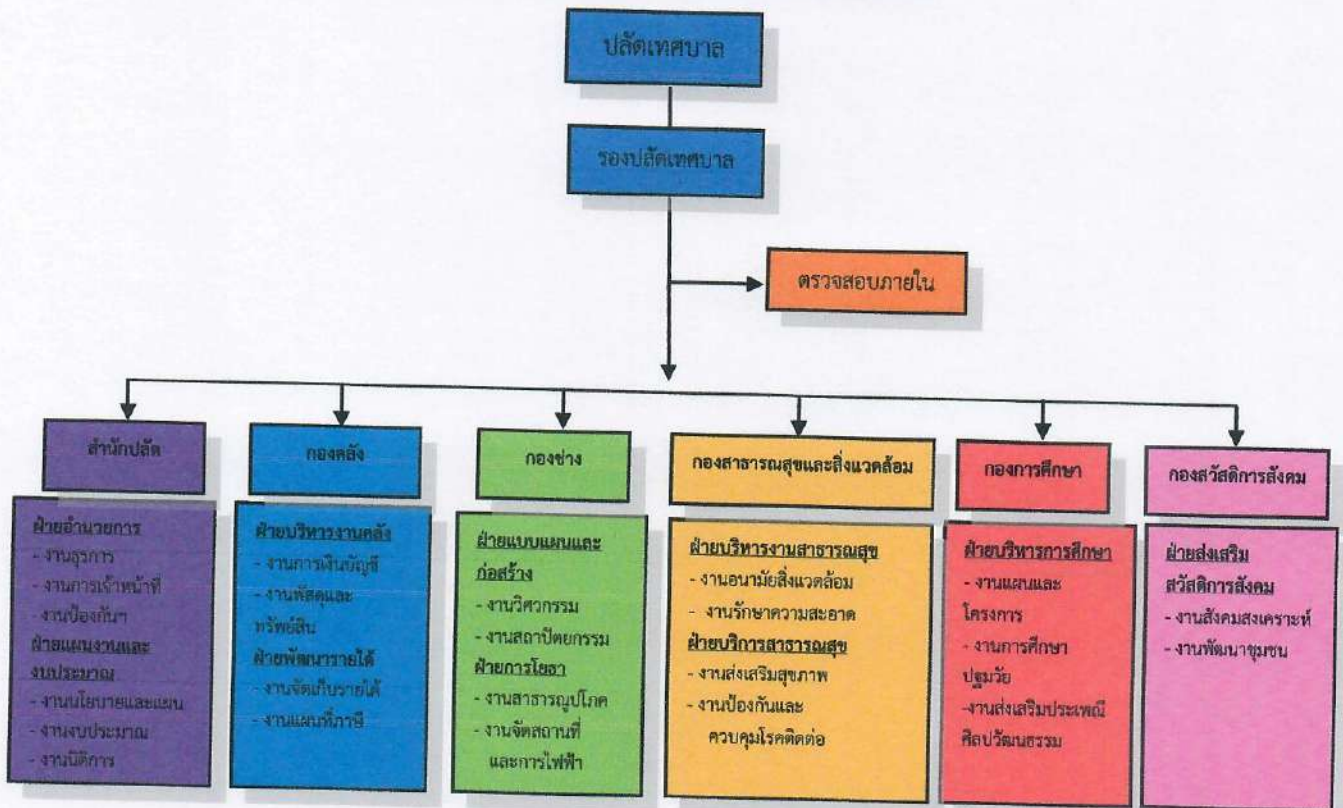 ปลัดเทศบาล
รองปลัดเทศบาล
ตรวจสอบภายใน
สำนักปลัด
ฝ่ายอำนวยการ
- งานธุรการ
- งานการเจ้าหน้าที่
- งานป้องกันฯ
ฝ่ายแผนงานและ
งบประมาณ
- งานนโยบายและแผน
- งานงบประมาณ
- งานนิติการ
กองคลัง
ฝ่ายบริหารงานคลัง
- งานการเงินบัญชี
- งานพัสดุและ
ทรัพย์สิน
ฝ่ายพัฒนารายได้
- งานจัดเก็บรายได้
- งานแผนที่ภาษี
กองช่าง
ฝ่ายแบบแผนและ
ก่อสร้าง
- งานวิศวกรรม
- งานสถาปัตยกรรม
ฝ่ายการโยธา
- งานสาธารณูปโภค
- งานจัดสถานที่
และการไฟฟ้า
กองสาธารณสุขและสิ่งแวดล้อม
ฝ่ายบริหารงานสาธารณสุข
- งานอนามัยสิ่งแวดล้อม
- งานรักษาความสะอาด
ฝ่ายบริการสาธารณสุข
- งานส่งเสริมสุขภาพ
- งานป้องกันและ
ควบคุมโรคติดต่อ
กองการศึกษา
ฝ่ายบริหารการศึกษา
- งานแผนและ
โครงการ
- งานการศึกษา
ปฐมวัย
-งานส่งเสริมประเพณี
ศิลปวัฒนธรรม
กองสวัสดิการสังคม
ฝ่ายส่งเสริม
สวัสดิการสังคม
- งานสังคมสงเคราะห์
- งานพัฒนาชุมชน